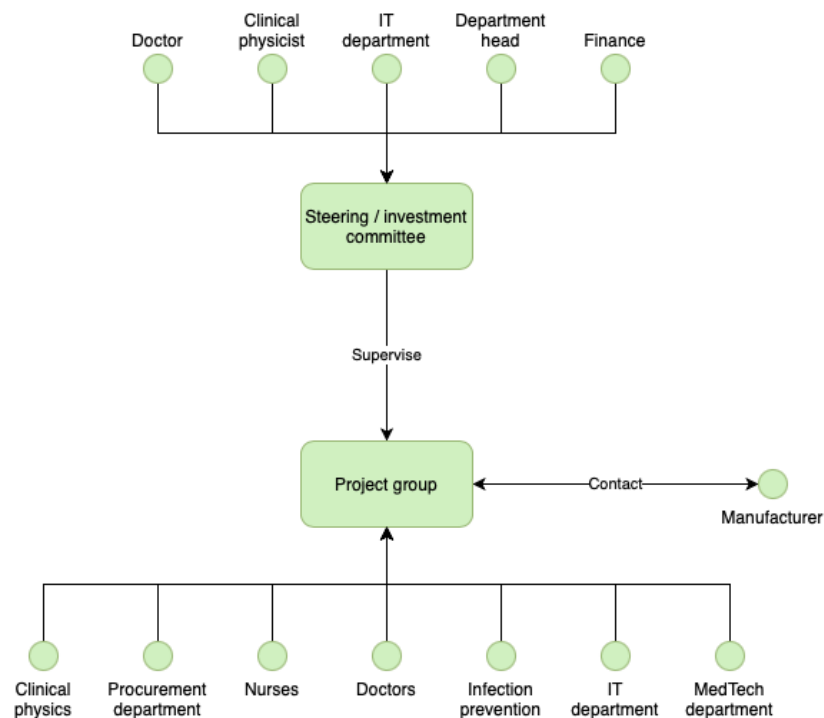 Doctor
Clinical
physicist
IT
department
Department
head
Finance
Steering / investment
committee
Supervise
Project group
Contact
Manufacturer
Clinical
physics
Procurement
department
Nurses
Doctors
Infection
prevention
IT
department
MedTech
department